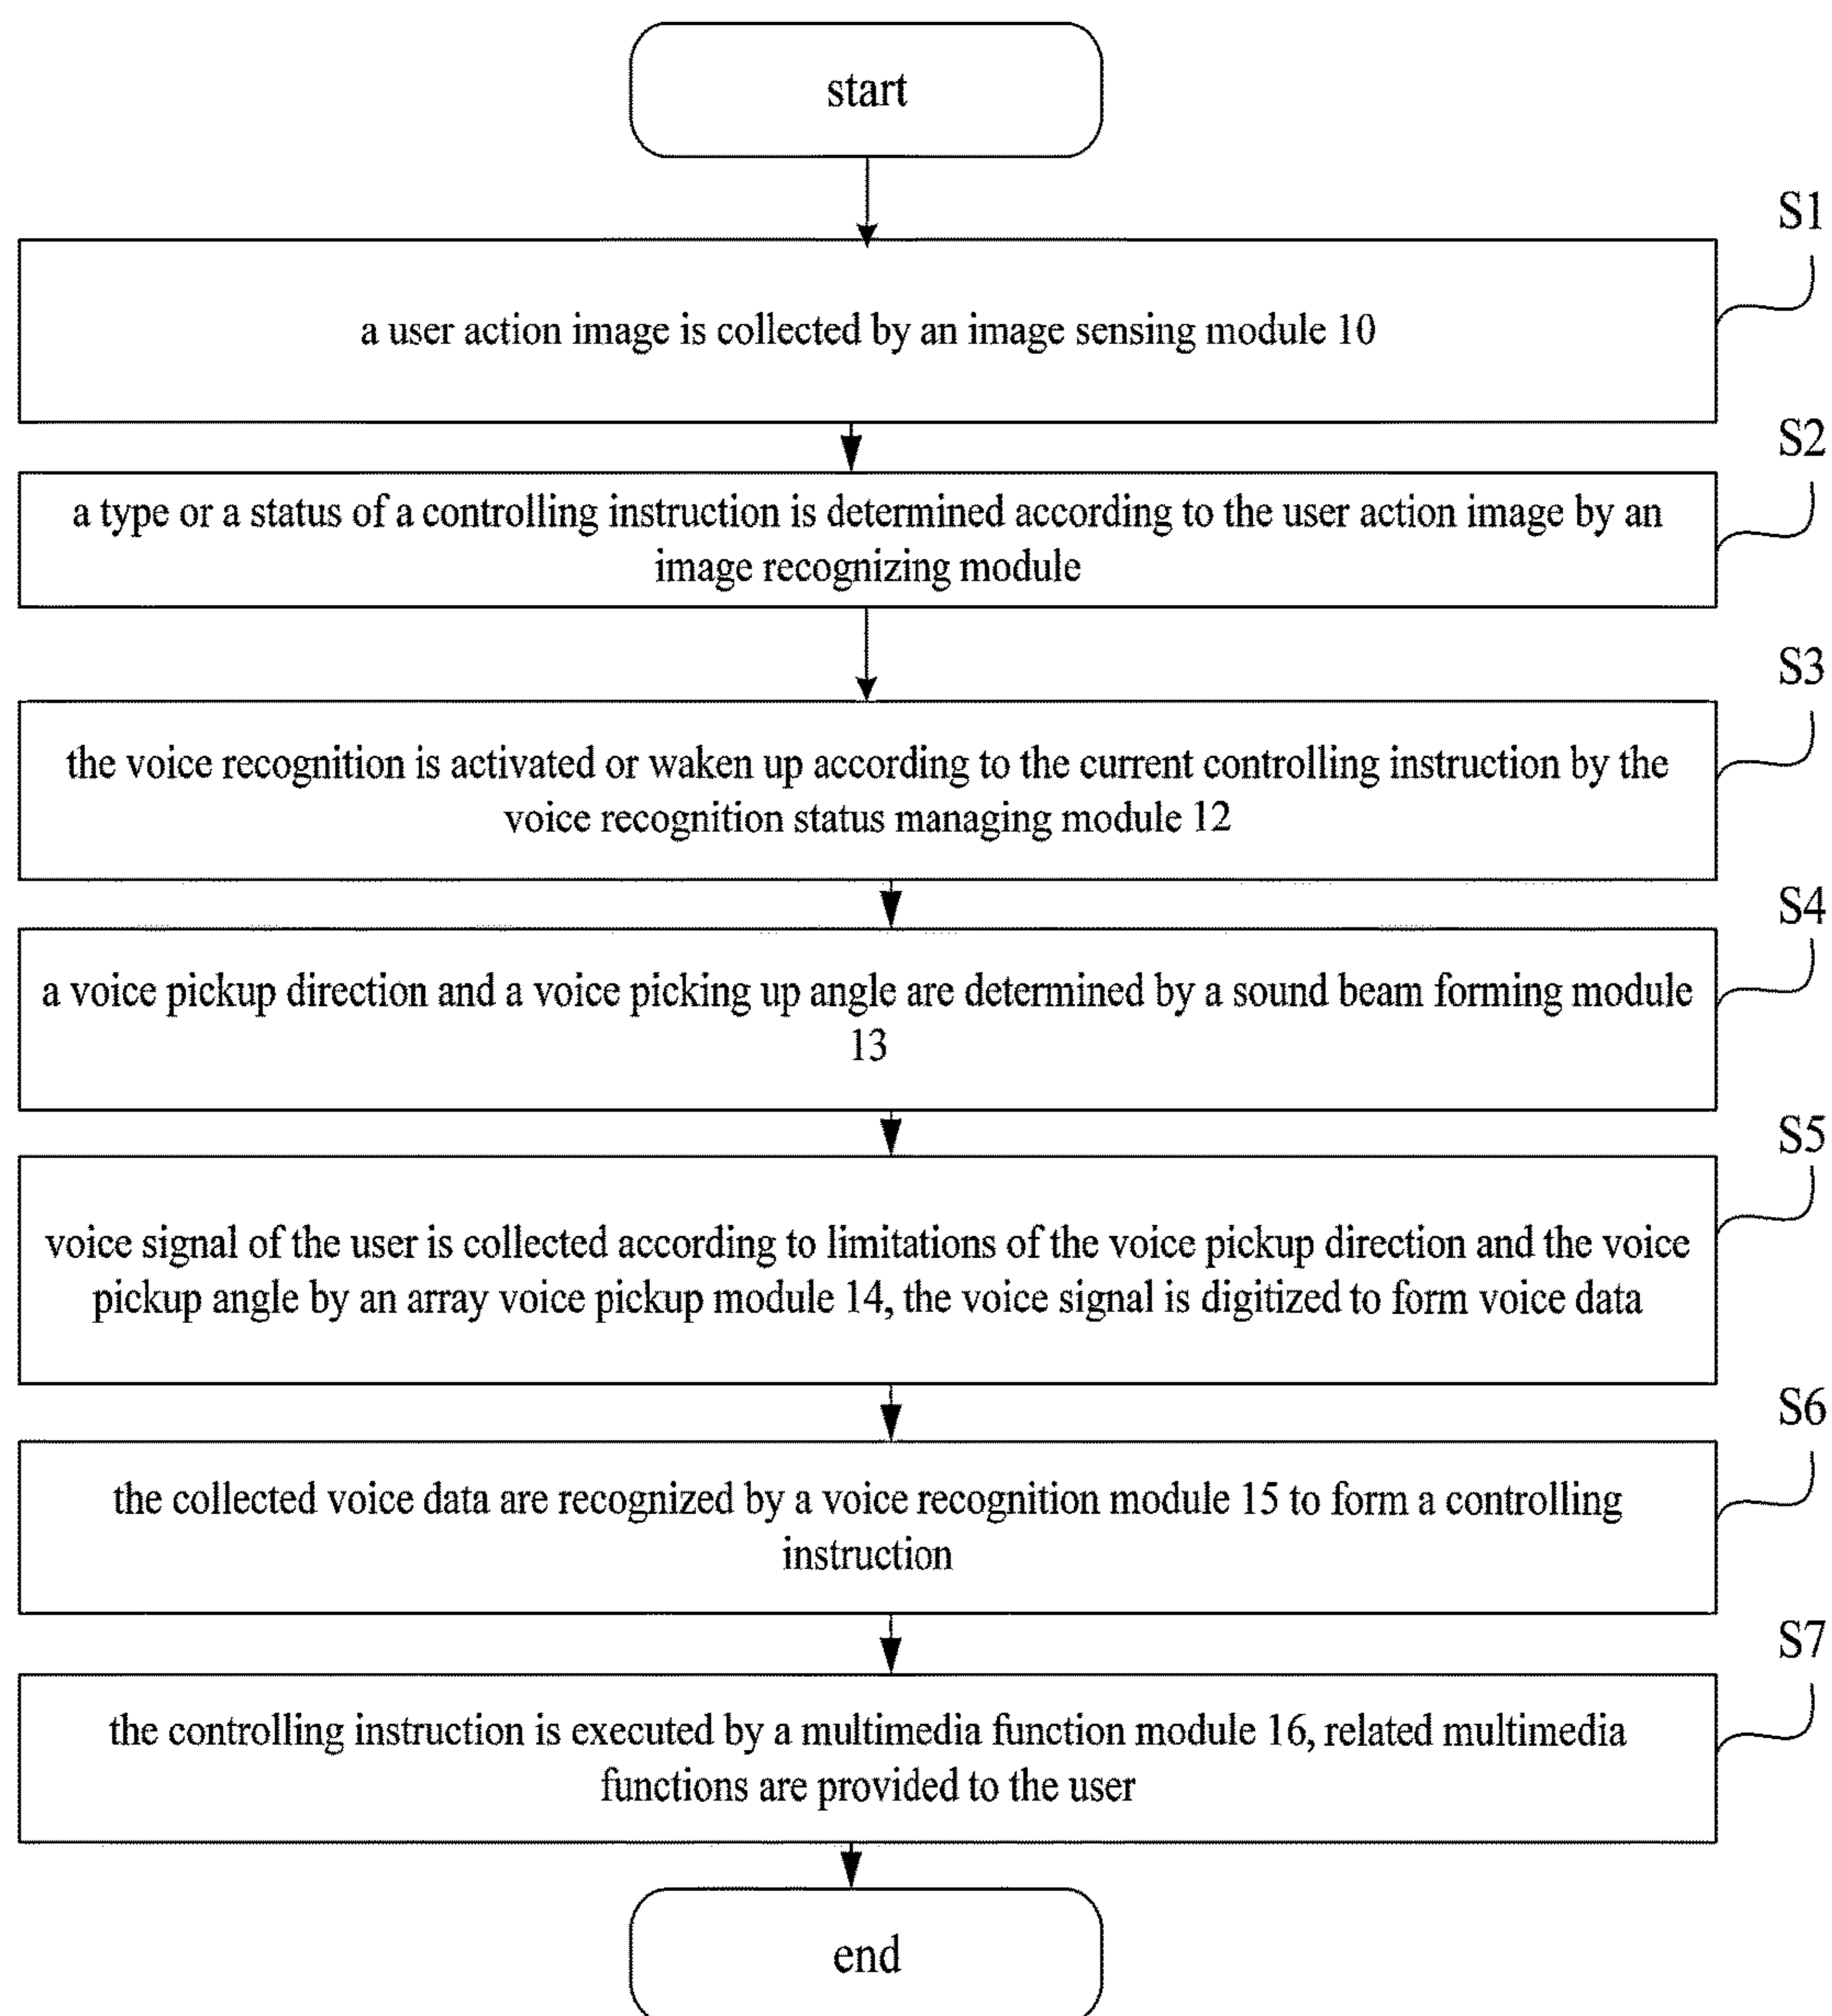 start
S1
a user action image is collected by an image sensing module 10
S2
a type or a status of a controlling instruction is determined according to the user action image by an
image recognizing module
S3
the voice recognition is activated or waken up according to the current controlling instruction by the
voice recognition status managing module 12
S4
a voice pickup direction and a voice picking up angle are determined by a sound beam forming module
13
S5
voice signal of the user is collected according to limitations of the voice pickup direction and the voice
pickup angle by an array voice pickup module 14, the voice signal is digitized to form voice data
S6
the collected voice data are recognized by a voice recognition module 15 to form a controlling
instruction
S7
the controlling instruction is executed by a multimedia function module 16, related multimedia
functions are provided to the user
end